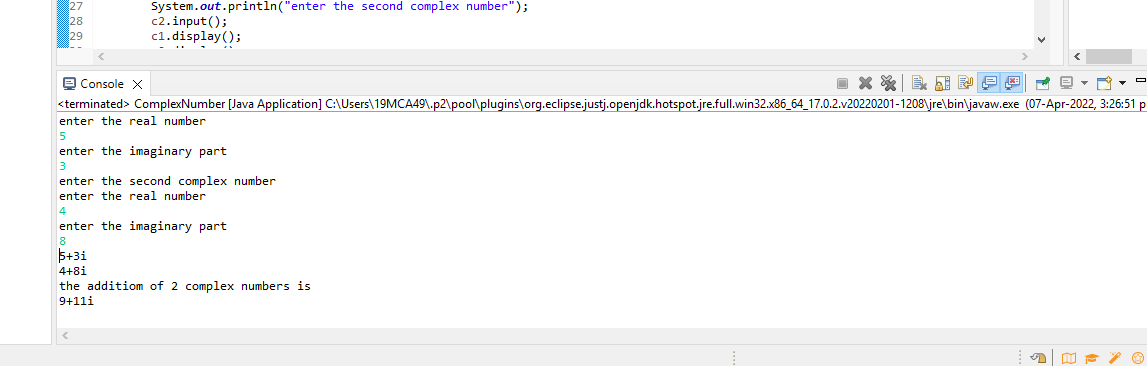 27 System.out.println("enter the second complex number");
28 c2.input();
29 c1.display();
Console
<terminated> ComplexNumber [Java Application] C:\Users\19MCA49\.p2\pool\plugins\org.eclipse.justj.openjdk.hotspot.jre.full.win32.x86_64_17.0.2.v20220201-1208\jre\bin\javaw.exe (07-Apr-2022, 3:26:51 p
enter the real number
5
enter the imaginary part
3
enter the second complex number
enter the real number
4
enter the imaginary part
8
5+3i
4+8i
the additiom of 2 complex numbers is
9+11i